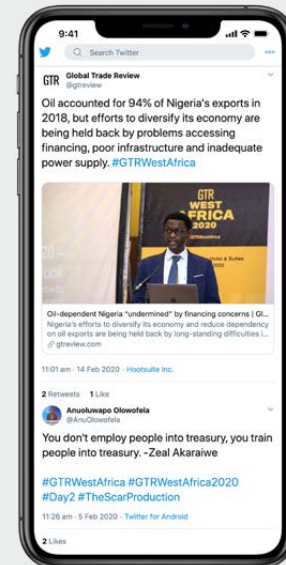 9:41
Search Twitter
GTR
Global Trade Review
@gtreview
Oil accounted for 94% of Nigeria's exports in
2018, but efforts to diversify its economy are
being held back by problems accessing
financing, poor infrastructure and inadequate
power supply. #GTRWestAfrica
GTR
WEST
AFRICA
2020
Hotel & Suites
Oil-dependent Nigeria "undermined" by financing concerns | Gl...
Nigeria's efforts to diversify its economy and reduce dependency
on oil exports are being held back by long-standing difficulties i...
gtreview.com
11:01 am · 14 Feb 2020 · Hootsuite Inc.
2 Retweets 1 Like
Anuoluwapo Olowofela
@AnuOlowofela
You don't employ people into treasury, you train
people into treasury. -Zeal Akaraiwe
#GTRWestAfrica #GTRWestAfrica2020
#Day2 #TheScarProduction
11:26 am · 5 Feb 2020 · Twitter for Android
2 Likes